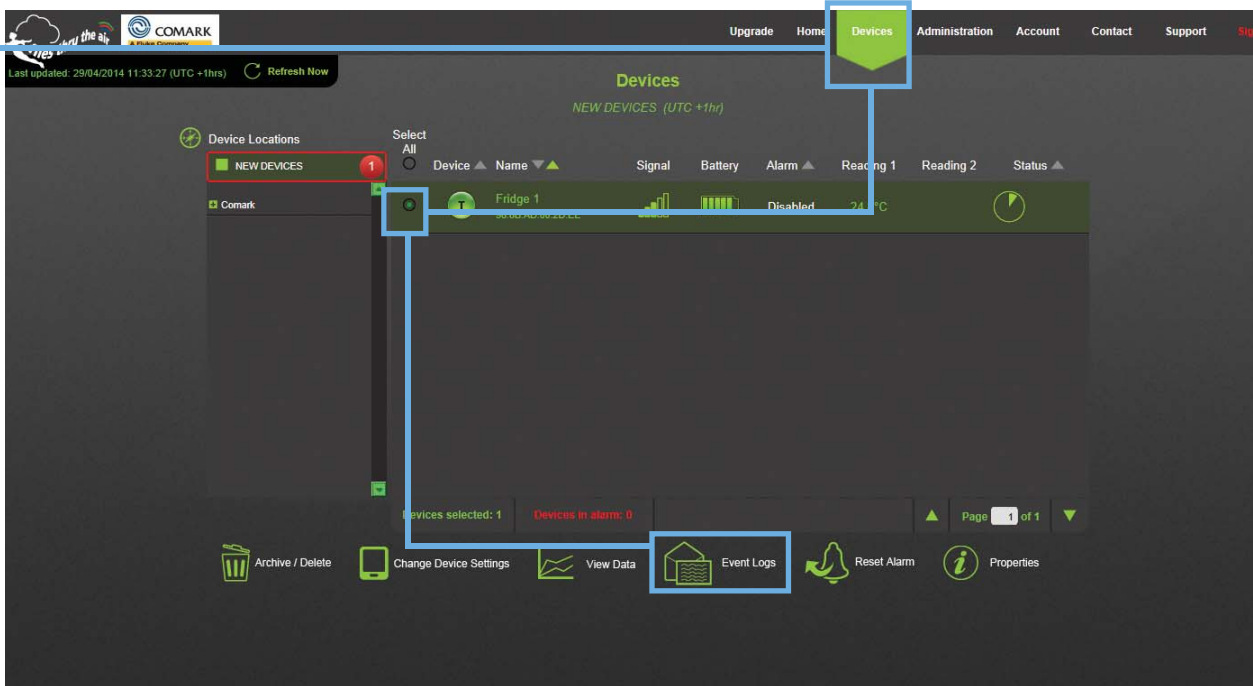 the air
COMARK
A Fluke Company
Upgrade Home Devices Administration Account Contact Support
Last updated: 29/04/2014 11:33:27 (UTC +1hrs) Refresh Now
Devices
NEW DEVICES (UTC +1hr)
Device Locations
Select
All
NEW DEVICES 1
Device Name Signal Battery Alarm Reading 1 Reading 2 Status
Comark
T Fridge 1 Disabled °C
Devices selected: 1 Devices in alarm: 0 Page 1 of 1
Archive / Delete Change Device Settings View Data Event Logs Reset Alarm i Properties